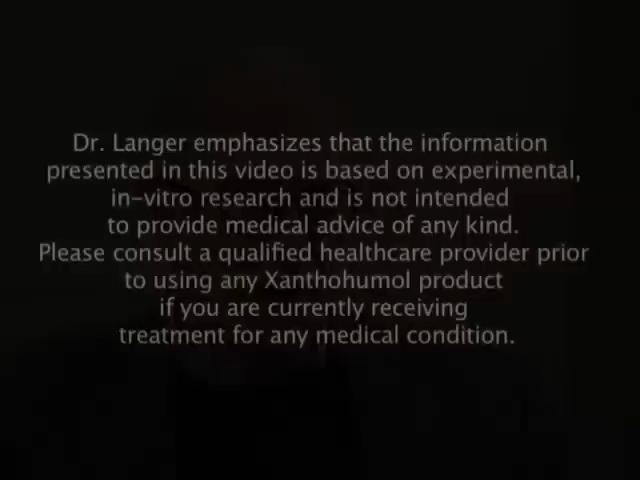 Dr. Langer emphasizes that the information
presented in this video is based on experimental,
in-vitro research and is not intended
to provide medical advice of any kind.
Please consult a qualified healthcare provider prior
to using any Xanthohumol product
if you are currently receiving
treatment for any medical condition.